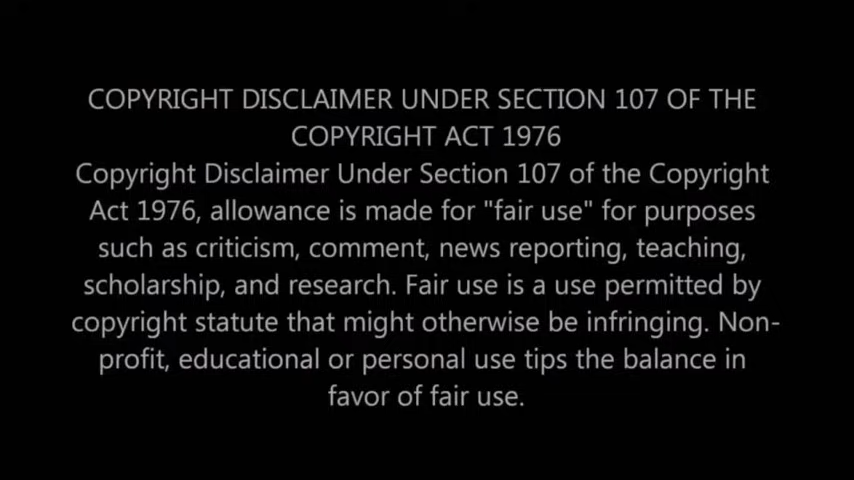 COPYRIGHT DISCLAIMER UNDER SECTION 107 OF THE
COPYRIGHT ACT 1976
Copyright Disclaimer Under Section 107 of the Copyright
Act 1976, allowance is made for "fair use" for purposes
such as criticism, comment, news reporting, teaching,
scholarship, and research. Fair use is a use permitted by
copyright statute that might otherwise be infringing. Non-
profit, educational or personal use tips the balance in
favor of fair use.